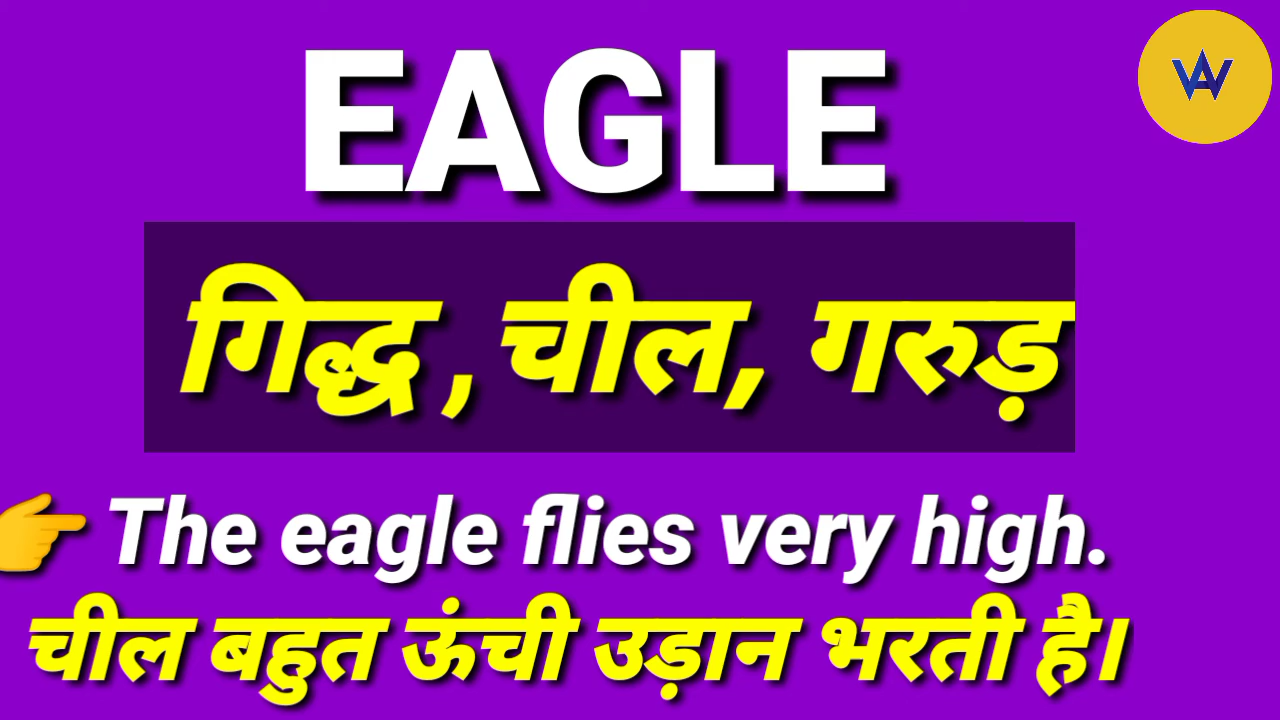 EAGLE
गिद्ध , चील, गरुड़
👉 The eagle flies very high.
चील बहुत ऊंची उड़ान भरती है।